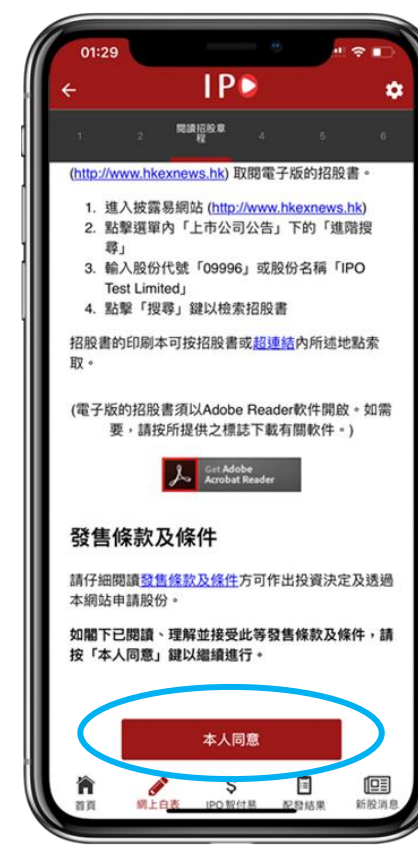 01:29
IPO
1 2 閱讀招股章 4 5 6
程
(http://www.hkexnews.hk) 取閱電子版的招股書。
1. 進入披露易網站 (http://www.hkexnews.hk)
2. 點擊選單內「上市公司公告」下的「進階搜
尋」
3. 輸入股份代號「09996」或股份名稱「IPO
Test Limited」
4. 點擊「搜尋」鍵以檢索招股書
招股書的印刷本可按招股書或超連結內所述地點索
取。
(電子版的招股書須以Adobe Reader軟件開啟。如需
要，請按所提供之標誌下載有關軟件。)
Get Adobe
Acrobat Reader
發售條款及條件
請仔細閱讀發售條款及條件方可作出投資決定及透過
本網站申請股份。
如閣下已閱讀、理解並接受此等發售條款及條件，請
按「本人同意」鍵以繼續進行。
本人同意
首頁 網上白表 IPO 智付易 配發結果 新股消息